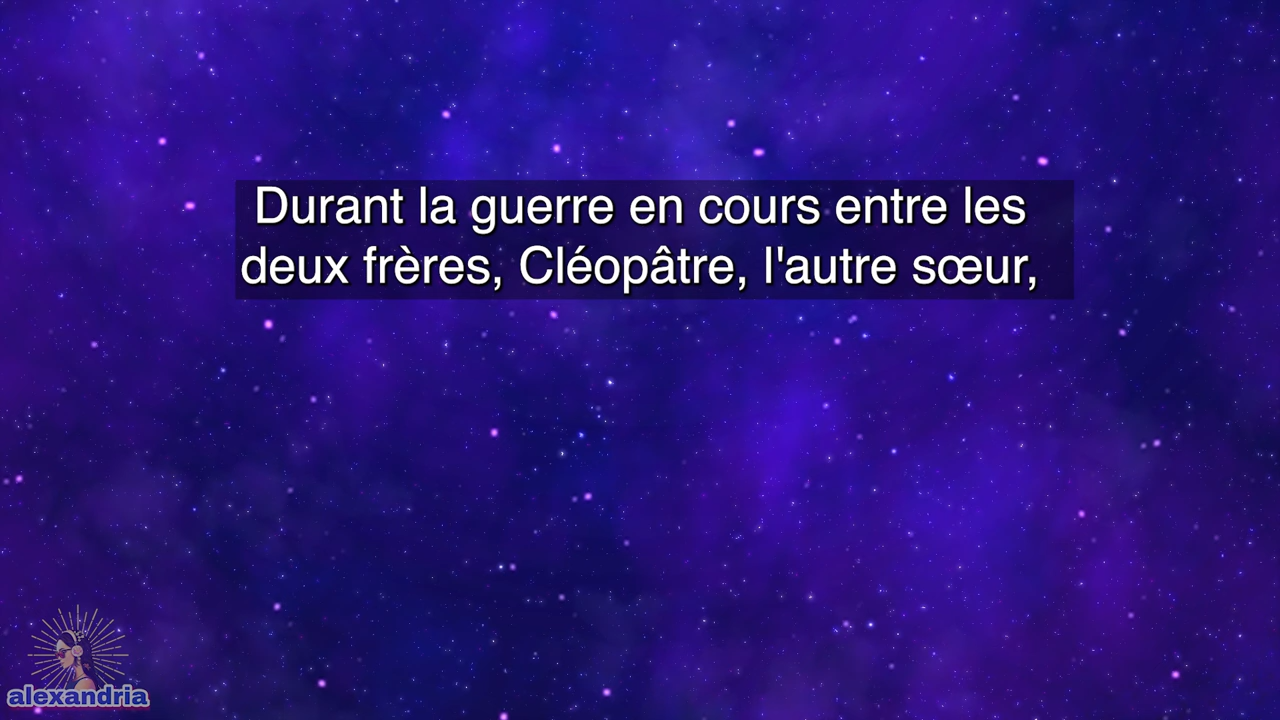 Durant la guerre en cours entre les
deux frères, Cléopâtre, l'autre sœur,
alexandria